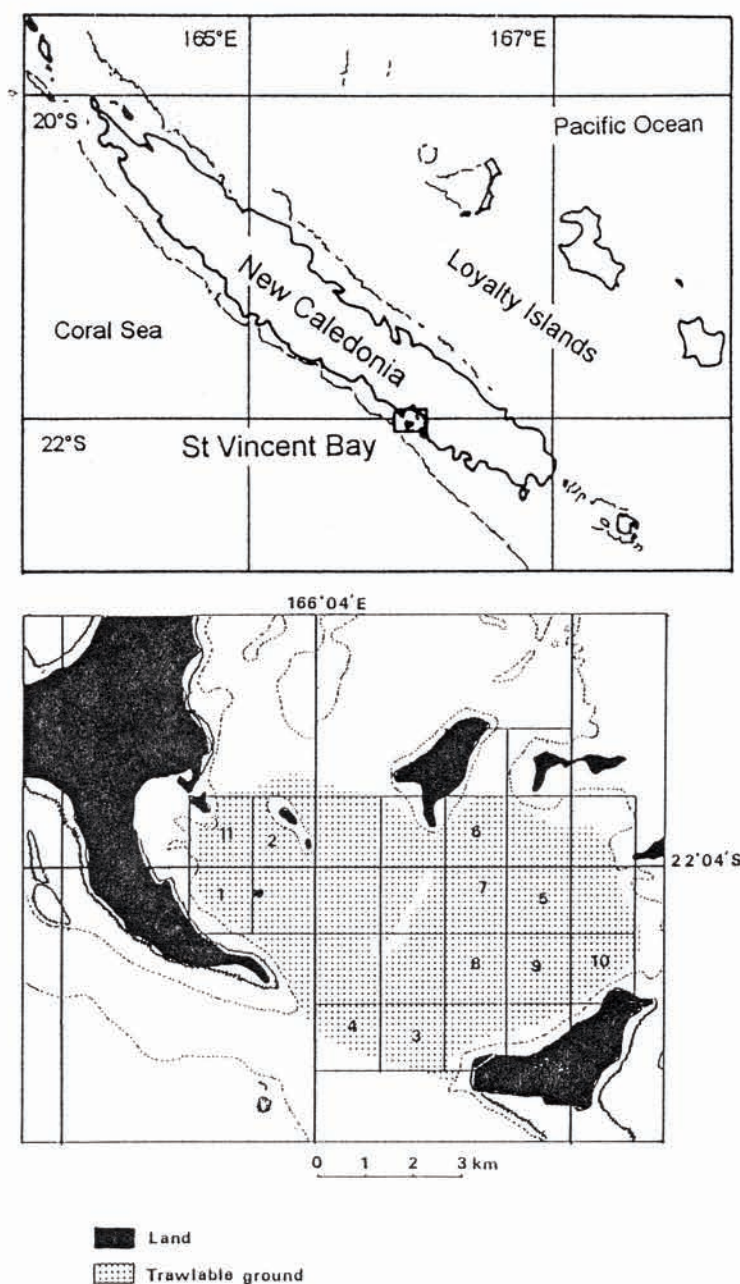 165°E
167°E
20°S
Pacific Ocean
New Caledonia
Loyalty Islands
Coral Sea
22°S
St Vincent Bay
166°04'E
11
2
6
22°04'S
1
7
5
8
9
10
4
3
0 1 2 3 km
Land
Trawlable ground